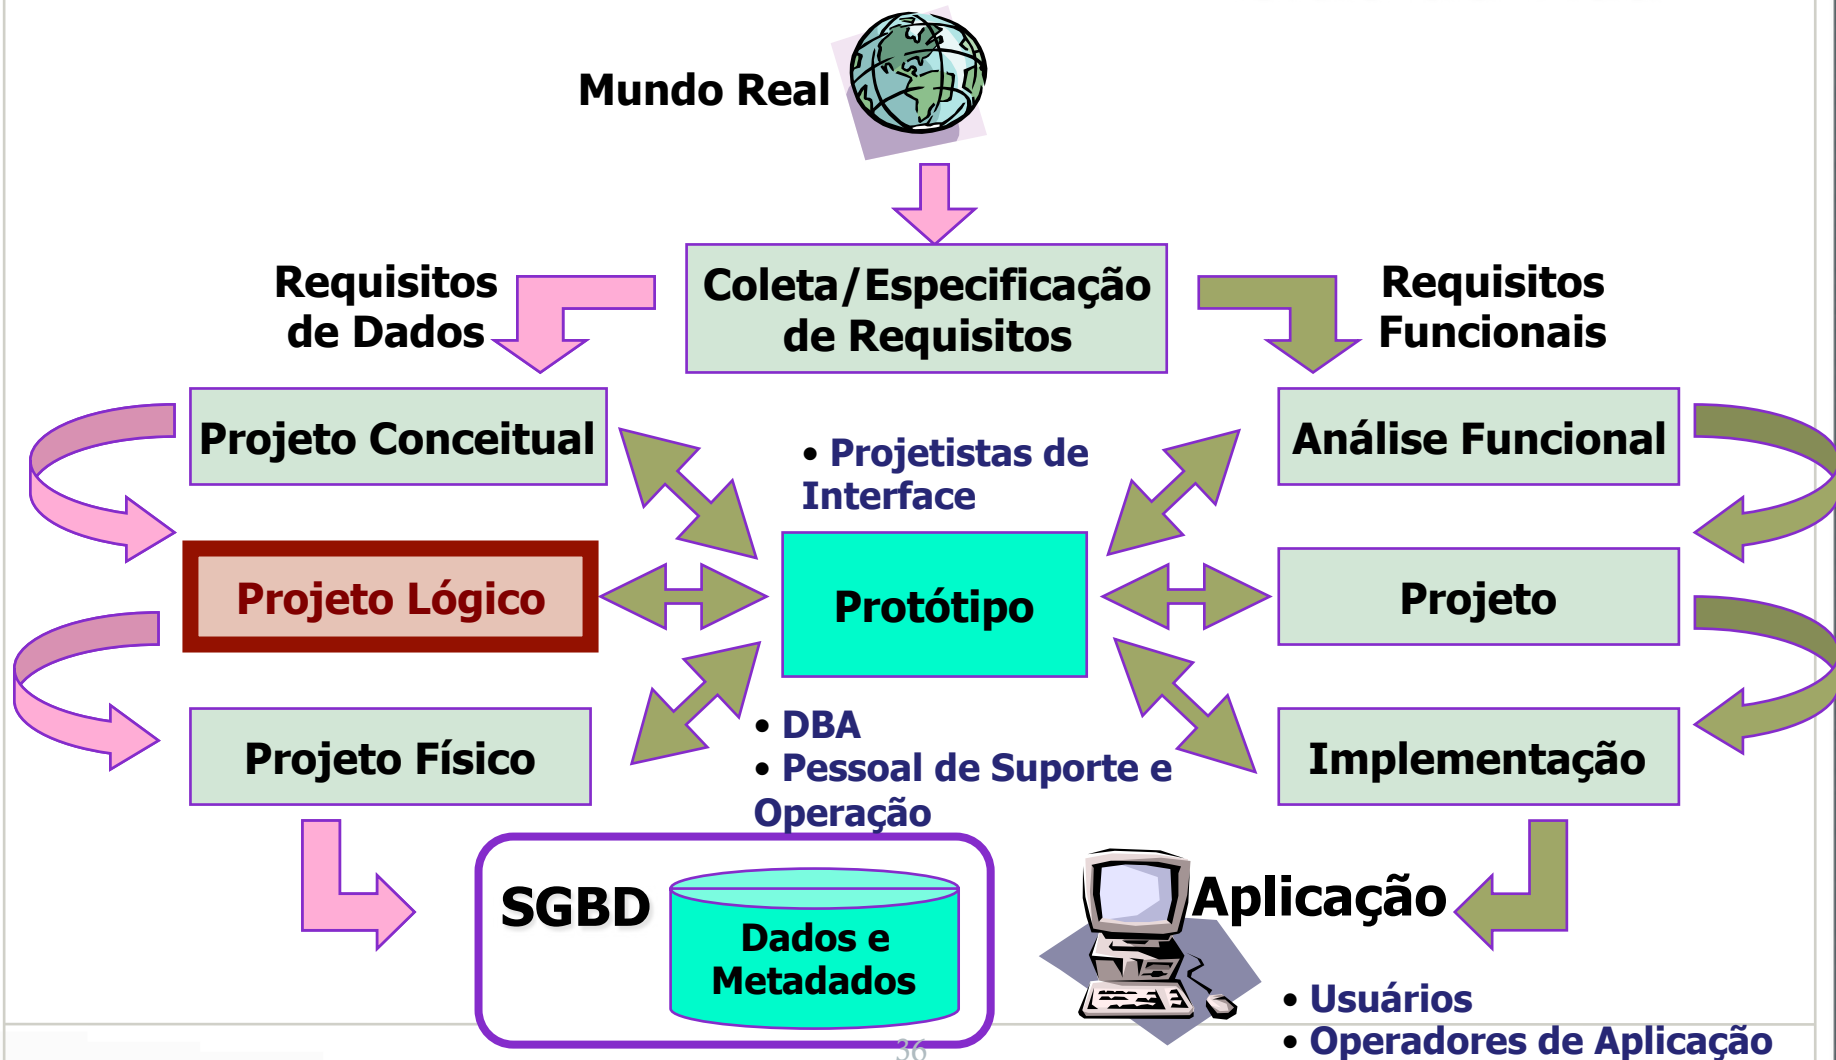 Mundo Real
Requisitos
de Dados
Coleta/Especificação
de Requisitos
Requisitos
Funcionais
Projeto Conceitual
• Projetistas de
Interface
Análise Funcional
Projeto Lógico
Protótipo
Projeto
Projeto Físico
• DBA
• Pessoal de Suporte e
Operação
Implementação
SGBD
Dados e
Metadados
Aplicação
• Usuários
• Operadores de Aplicação
36